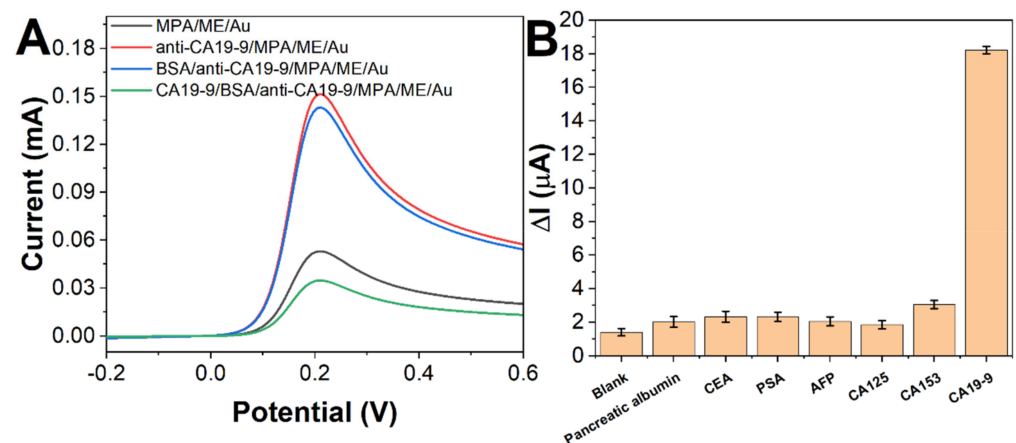 A
MPA/ME/Au
anti-CA19-9/MPA/ME/Au
BSA/anti-CA19-9/MPA/ME/Au
CA19-9/BSA/anti-CA19-9/MPA/ME/Au
Current (mA)
0.18
0.15
0.12
0.09
0.06
0.03
0.00
-0.2 0.0 0.2 0.4 0.6
Potential (V)
B
ΔI (μA)
20
18
16
14
12
10
8
6
4
2
0
Blank
Pancreatic albumin
CEA
PSA
AFP
CA125
CA153
CA19-9